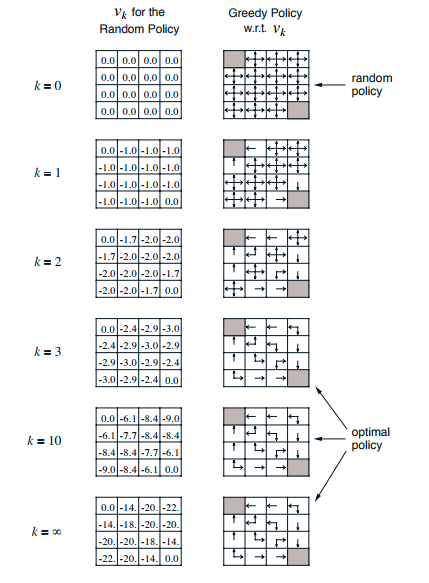 vk for the
Random Policy
Greedy Policy
w.r.t. vk
k = 0
0.0 0.0 0.0 0.0
0.0 0.0 0.0 0.0
0.0 0.0 0.0 0.0
0.0 0.0 0.0 0.0
random
policy
k = 1
0.0 -1.0 -1.0 -1.0
-1.0 -1.0 -1.0 -1.0
-1.0 -1.0 -1.0 -1.0
-1.0 -1.0 -1.0 0.0
k = 2
0.0 -1.7 -2.0 -2.0
-1.7 -2.0 -2.0 -2.0
-2.0 -2.0 -2.0 -1.7
-2.0 -2.0 -1.7 0.0
k = 3
0.0 -2.4 -2.9 -3.0
-2.4 -2.9 -3.0 -2.9
-2.9 -3.0 -2.9 -2.4
-3.0 -2.9 -2.4 0.0
k = 10
0.0 -6.1 -8.4 -9.0
-6.1 -7.7 -8.4 -8.4
-8.4 -8.4 -7.7 -6.1
-9.0 -8.4 -6.1 0.0
optimal
policy
k = ∞
0.0 -14. -20. -22.
-14. -18. -20. -20.
-20. -20. -18. -14.
-22. -20. -14. 0.0